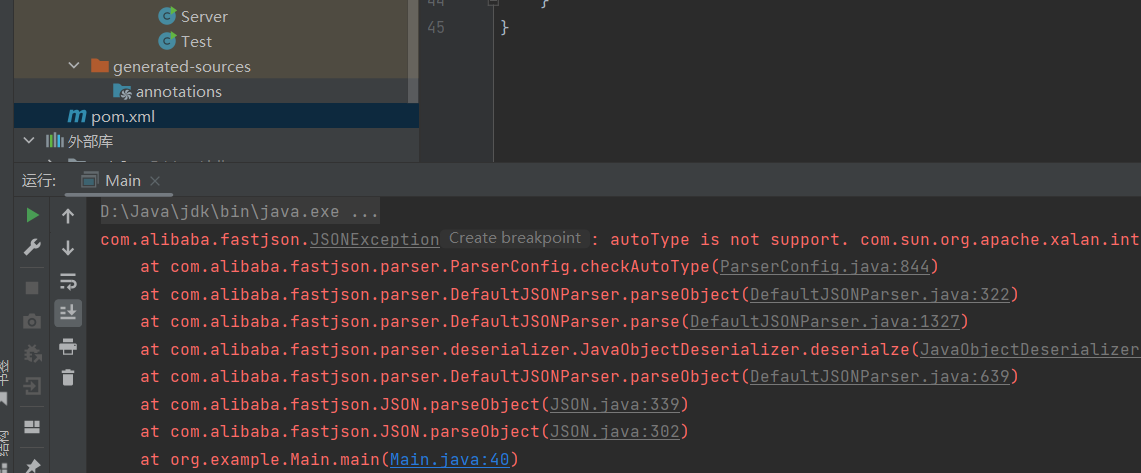 Server
44 }
45 }
Test
generated-sources
annotations
pom.xml
外部库
运行: Main
D:\Java\jdk\bin\java.exe ...
com.alibaba.fastjson.JSONException Create breakpoint : autoType is not support. com.sun.org.apache.xalan.int
at com.alibaba.fastjson.parser.ParserConfig.checkAutoType(ParserConfig.java:844)
at com.alibaba.fastjson.parser.DefaultJSONParser.parseObject(DefaultJSONParser.java:322)
at com.alibaba.fastjson.parser.DefaultJSONParser.parse(DefaultJSONParser.java:1327)
at com.alibaba.fastjson.parser.deserializer.JavaObjectDeserializer.deserialze(JavaObjectDeserializer
at com.alibaba.fastjson.parser.DefaultJSONParser.parseObject(DefaultJSONParser.java:639)
at com.alibaba.fastjson.JSON.parseObject(JSON.java:339)
at com.alibaba.fastjson.JSON.parseObject(JSON.java:302)
at org.example.Main.main(Main.java:40)
书签
结构